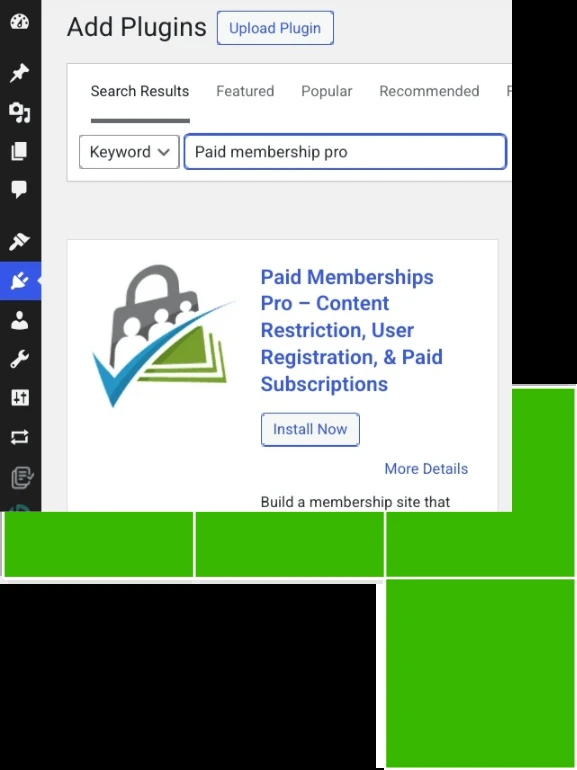 Add Plugins
Upload Plugin
Search Results
Featured
Popular
Recommended
Keyword
Paid membership pro
Paid Memberships
Pro – Content
Restriction, User
Registration, & Paid
Subscriptions
Install Now
More Details
Build a membership site that